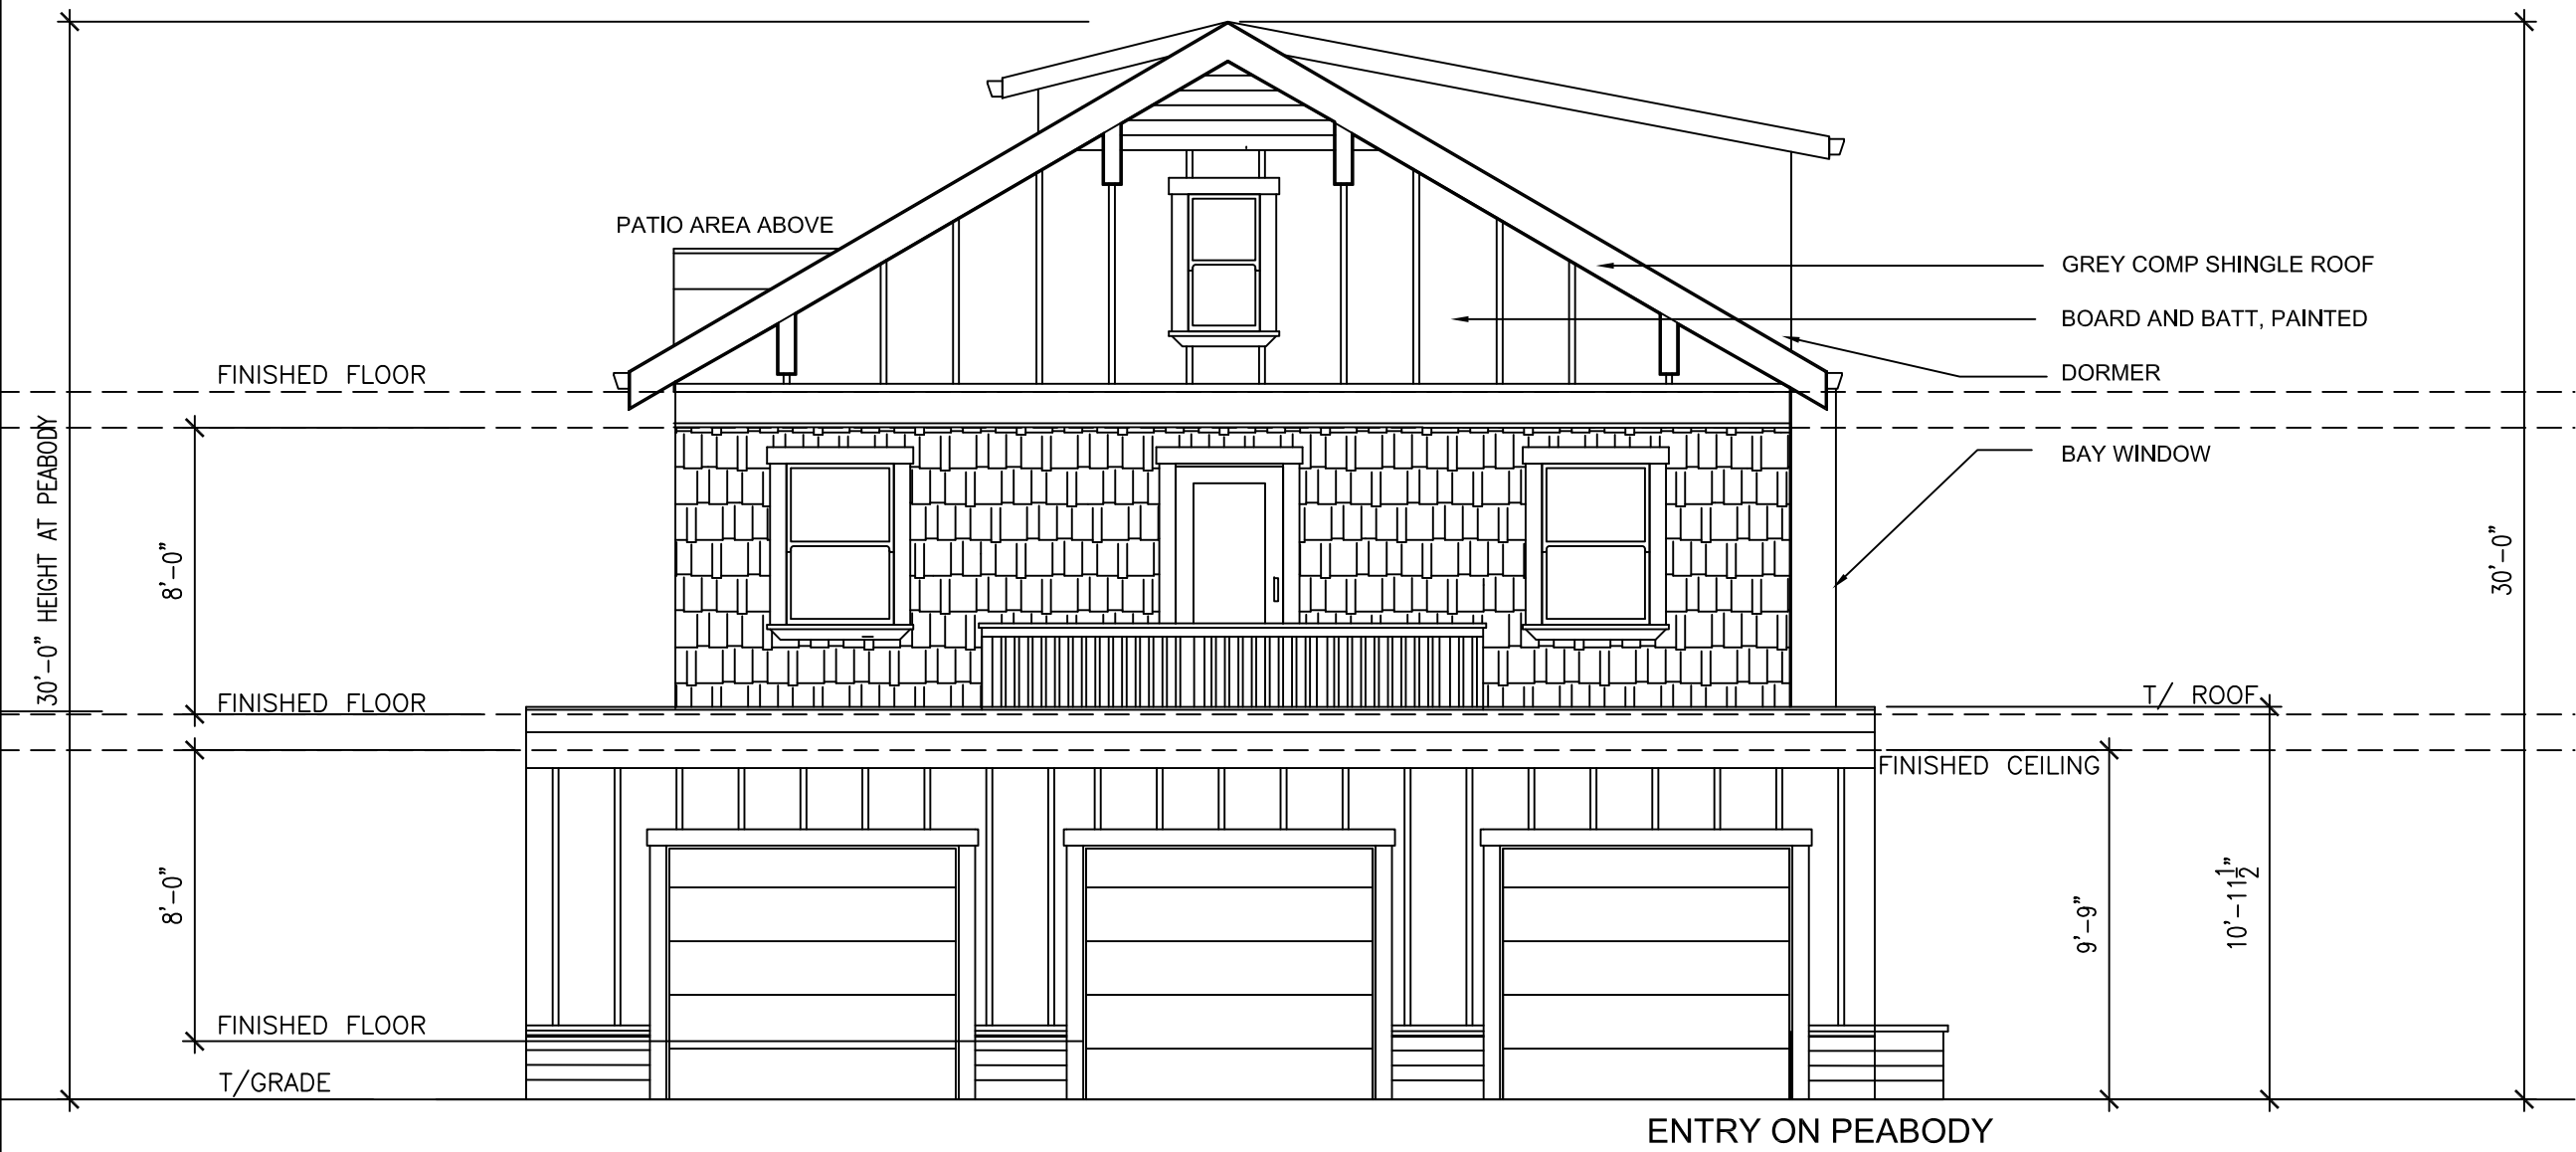 PATIO AREA ABOVE
GREY COMP SHINGLE ROOF
BOARD AND BATT, PAINTED
DORMER
FINISHED FLOOR
30'-0" HEIGHT AT PEABODY
BAY WINDOW
8'-0"
30'-0"
FINISHED FLOOR
T/ ROOF
FINISHED CEILING
8'-0"
9'-9"
10'-11 1/2"
FINISHED FLOOR
T/GRADE
ENTRY ON PEABODY